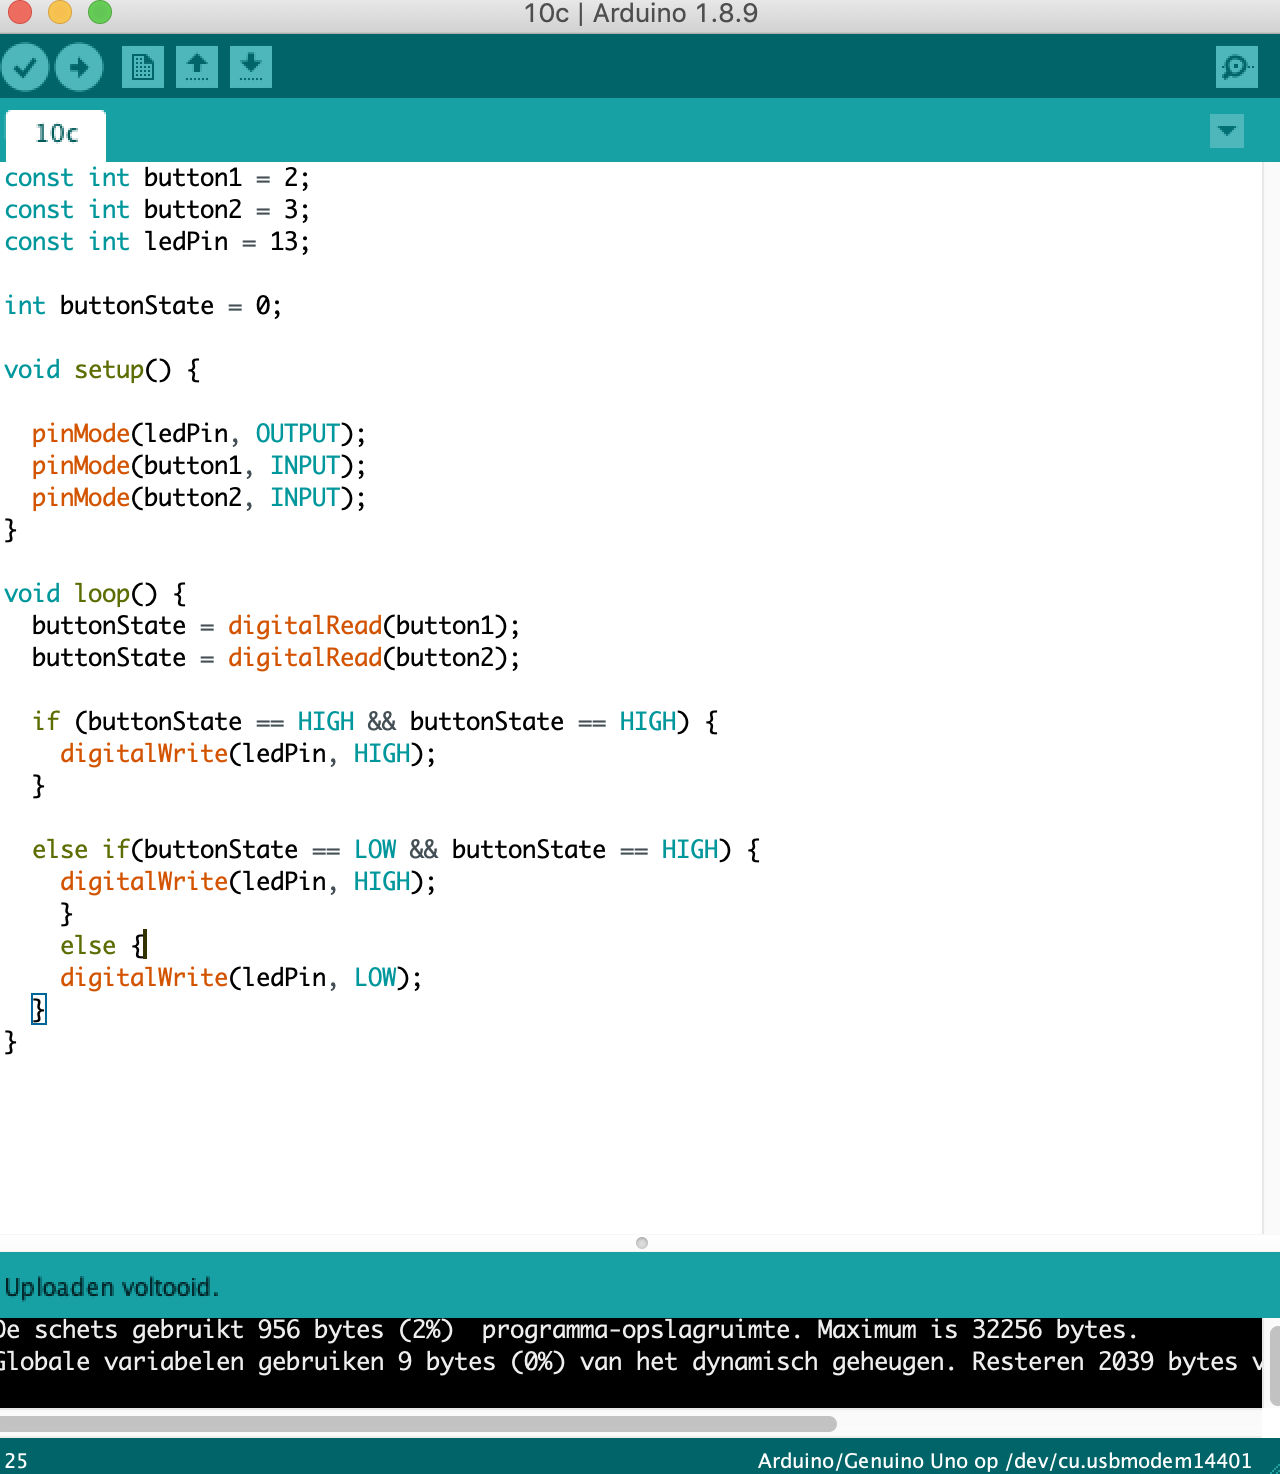 10c | Arduino 1.8.9
10c
const int button1 = 2;
const int button2 = 3;
const int ledPin = 13;
int buttonState = 0;
void setup() {
pinMode(ledPin, OUTPUT);
pinMode(button1, INPUT);
pinMode(button2, INPUT);
}
void loop() {
buttonState = digitalRead(button1);
buttonState = digitalRead(button2);
if (buttonState == HIGH && buttonState == HIGH) {
digitalWrite(ledPin, HIGH);
}
else if(buttonState == LOW && buttonState == HIGH) {
digitalWrite(ledPin, HIGH);
}
else {
digitalWrite(ledPin, LOW);
}
}
Uploaden voltooid.
De schets gebruikt 956 bytes (2%)  programma-opslagruimte. Maximum is 32256 bytes.
Globale variabelen gebruiken 9 bytes (0%) van het dynamisch geheugen. Resteren 2039 bytes v
25
Arduino/Genuino Uno op /dev/cu.usbmodem14401